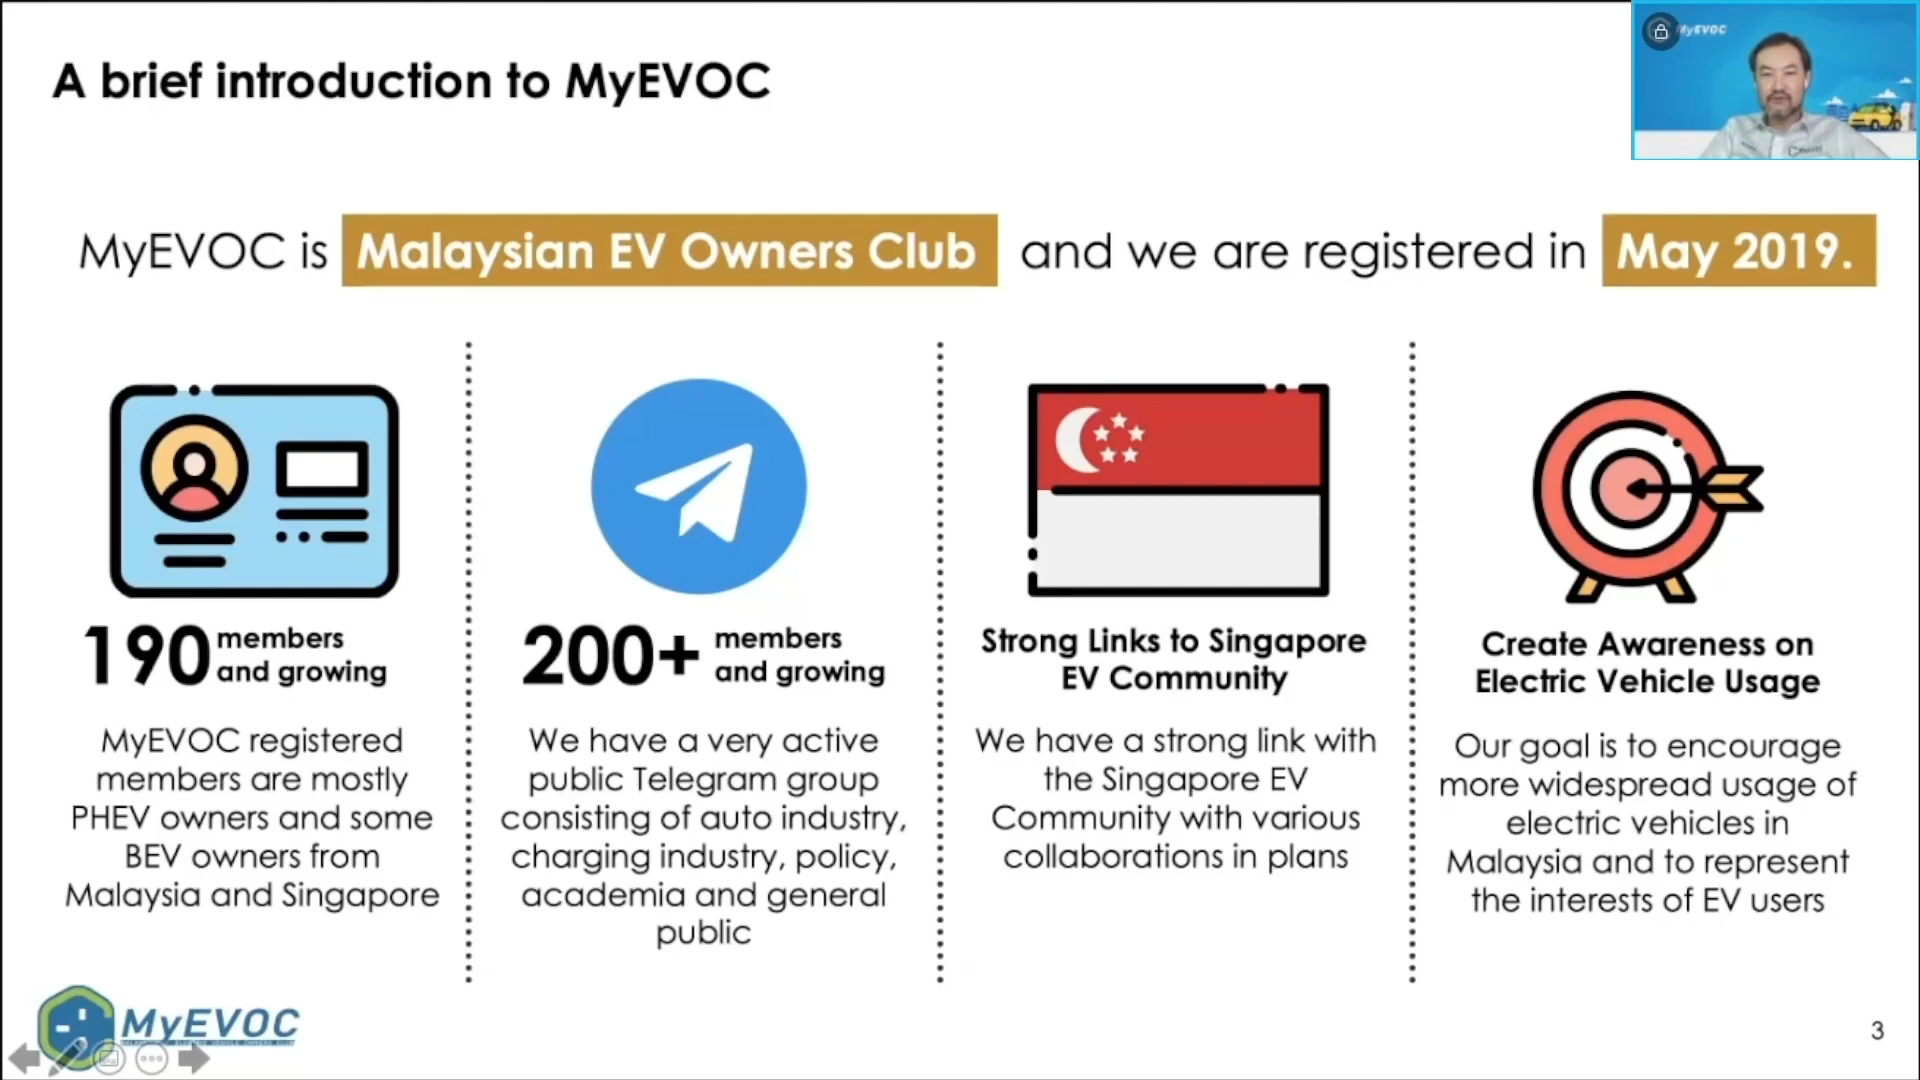 A brief introduction to MyEVOC
MyEVOC
MyEVOC is Malaysian EV Owners Club and we are registered in May 2019.
190 members and growing
MyEVOC registered
members are mostly
PHEV owners and some
BEV owners from
Malaysia and Singapore
200+ members and growing
We have a very active
public Telegram group
consisting of auto industry,
charging industry, policy,
academia and general
public
Strong Links to Singapore
EV Community
We have a strong link with
the Singapore EV
Community with various
collaborations in plans
Create Awareness on
Electric Vehicle Usage
Our goal is to encourage
more widespread usage of
electric vehicles in
Malaysia and to represent
the interests of EV users
MyEVOC
3